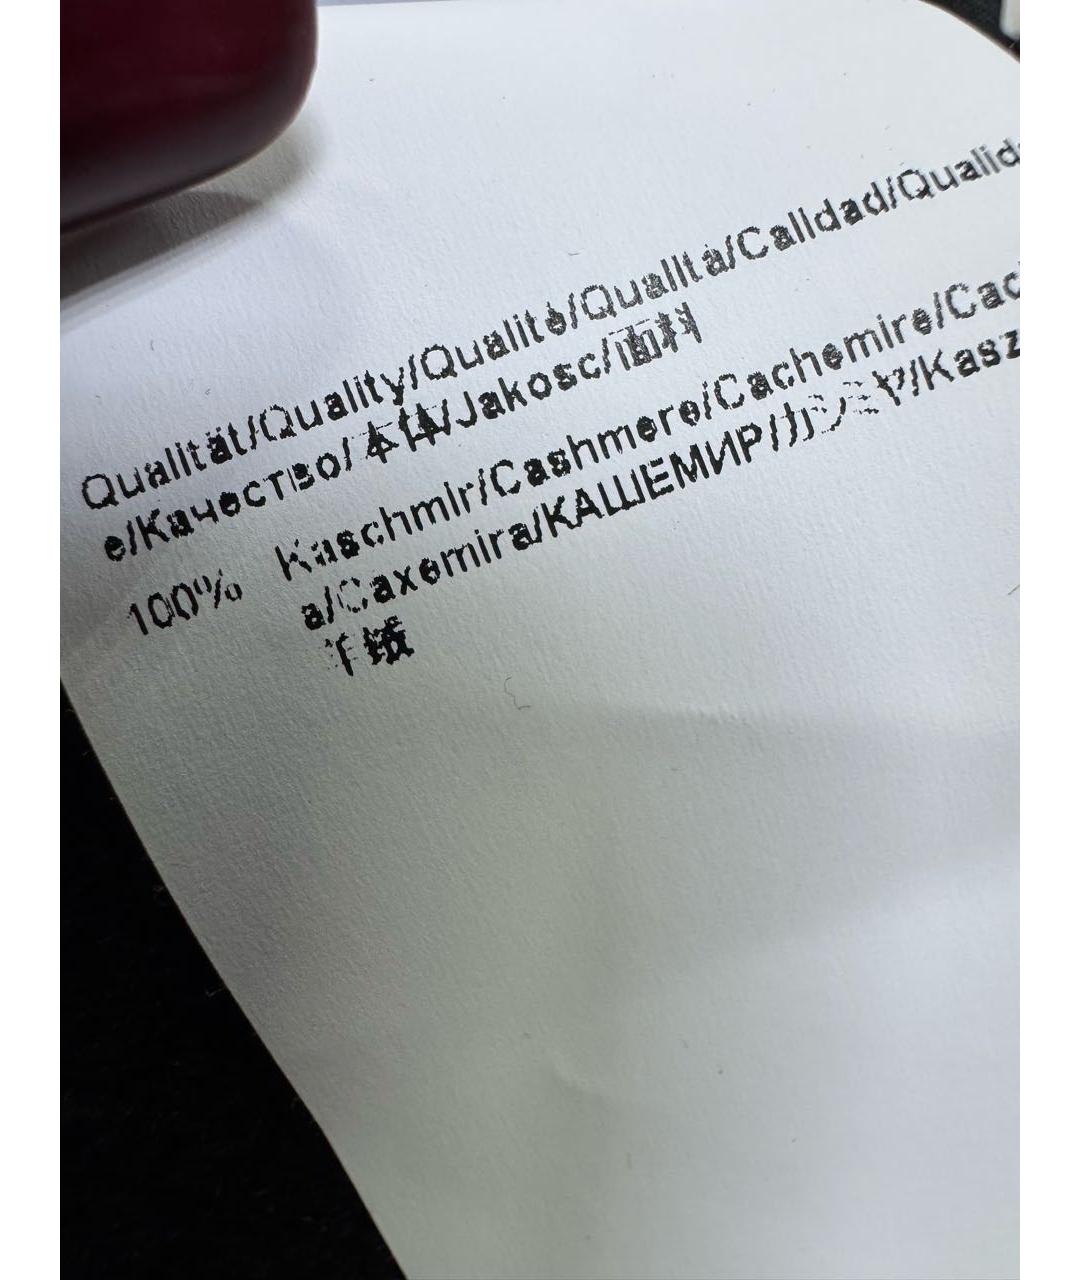 Qualität/Quality/Qualité/Qualità/Calidad/Qualid
e/Качество/本体/Jakosc/面料
100% Kaschmir/Cashmere/Cachemire/Cac
a/Caxemira/КАШЕМИР/カシミヤ/Kasz
羊绒